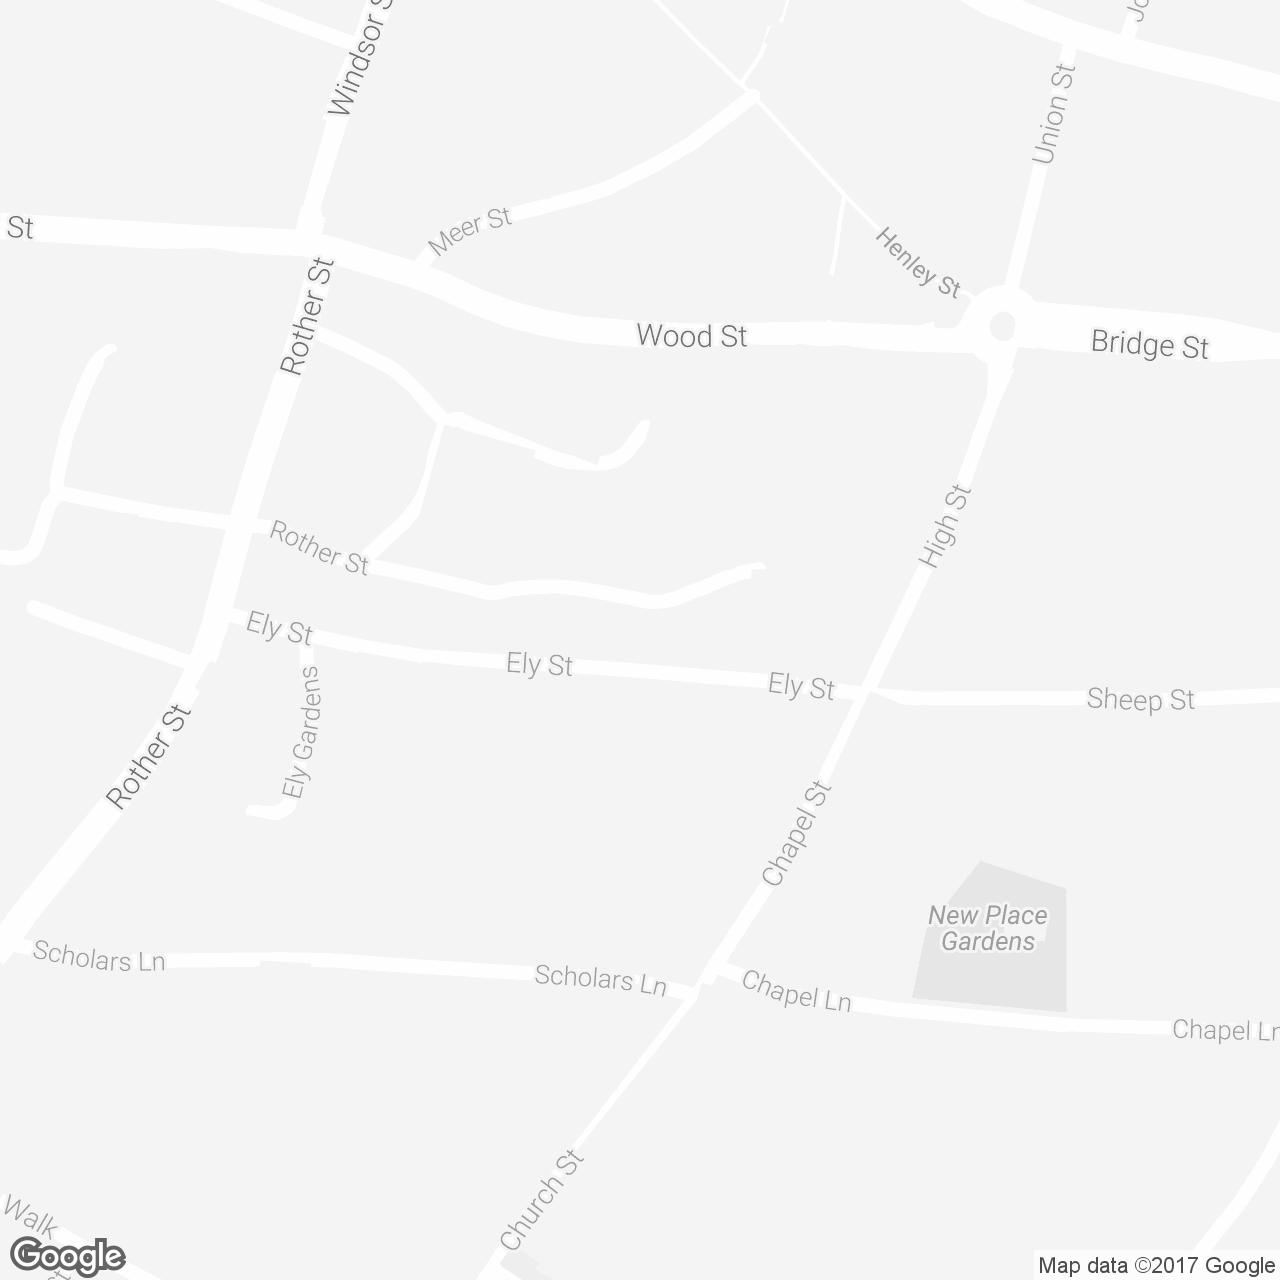 Windsor S
Jo
Union St
St
Meer St
Henley St
Rother St
Wood St
Bridge St
High St
Rother St
Ely St
Ely St
Ely St
Sheep St
Ely Gardens
Rother St
Chapel St
New Place
Gardens
Scholars Ln
Scholars Ln
Chapel Ln
Chapel Ln
Church St
Walk
st
Google
Map data ©2017 Google